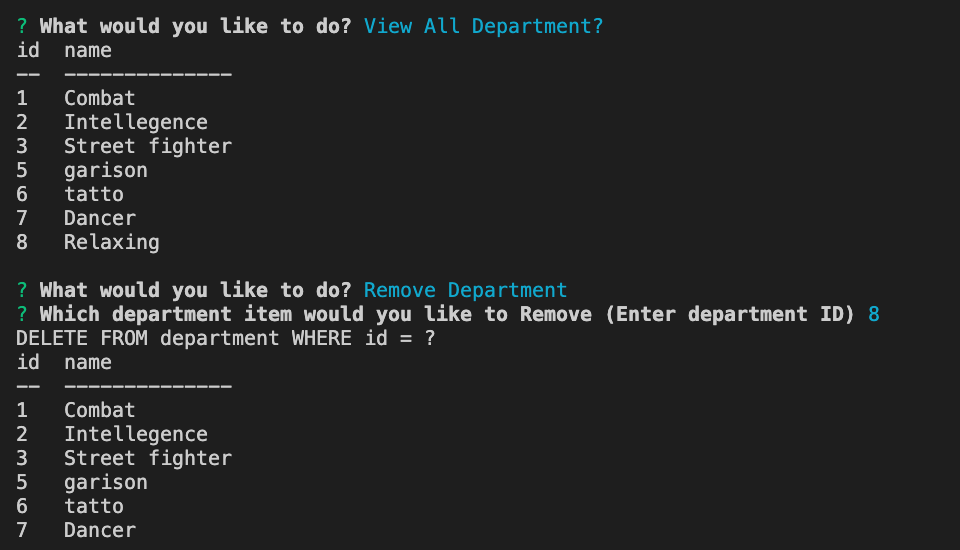 ? What would you like to do? View All Department?
id  name
--  --------------
1   Combat
2   Intellegence
3   Street fighter
5   garison
6   tatto
7   Dancer
8   Relaxing
? What would you like to do? Remove Department
? Which department item would you like to Remove (Enter department ID) 8
DELETE FROM department WHERE id = ?
id  name
--  --------------
1   Combat
2   Intellegence
3   Street fighter
5   garison
6   tatto
7   Dancer